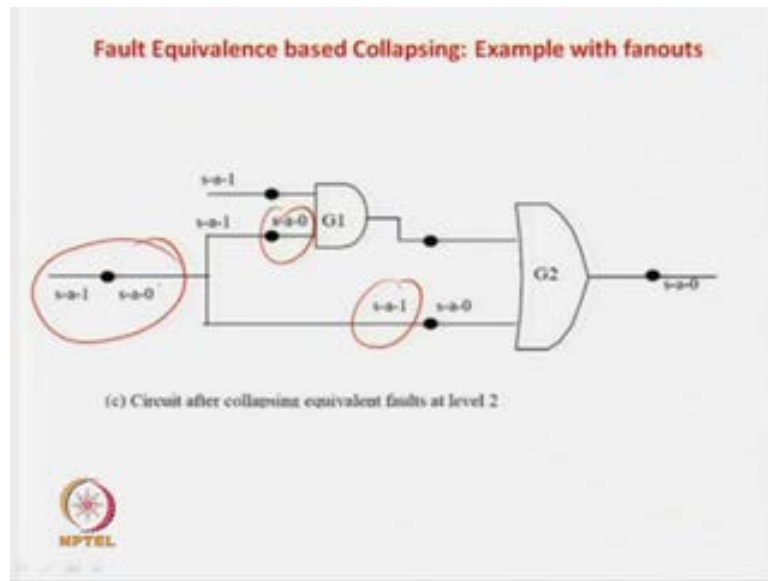 Fault Equivalence based Collapsing: Example with fanouts
s-a-1
s-a-1 s-a-0 G1
G2
s-a-1 s-a-0 s-a-0
s-a-1 s-a-0
(c) Circuit after collapsing equivalent faults at level 2
NPTEL